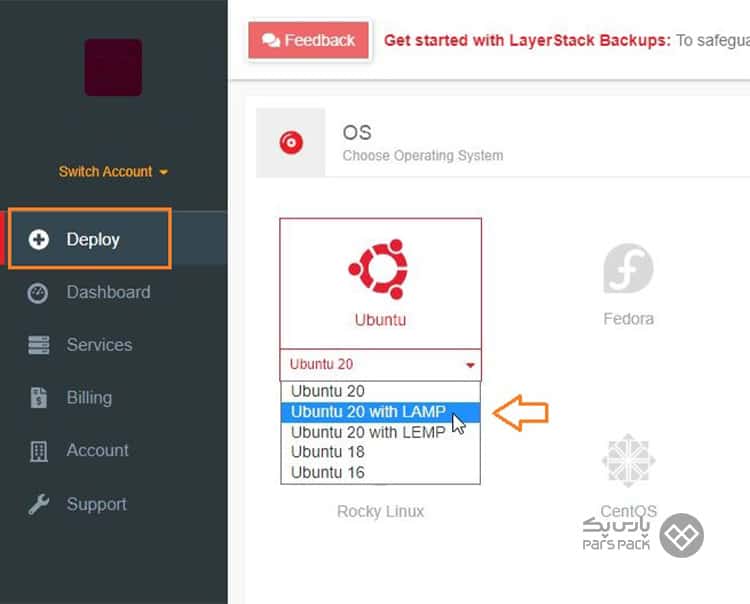 Feedback
Get started with LayerStack Backups: To safegua
OS
Choose Operating System
Switch Account
Deploy
Dashboard
Services
Billing
Account
Support
Ubuntu
Fedora
Ubuntu 20
Ubuntu 20
Ubuntu 20 with LAMP
Ubuntu 20 with LEMP
Ubuntu 18
Ubuntu 16
Rocky Linux
CentOS
پارس‌پک
PARS PACK